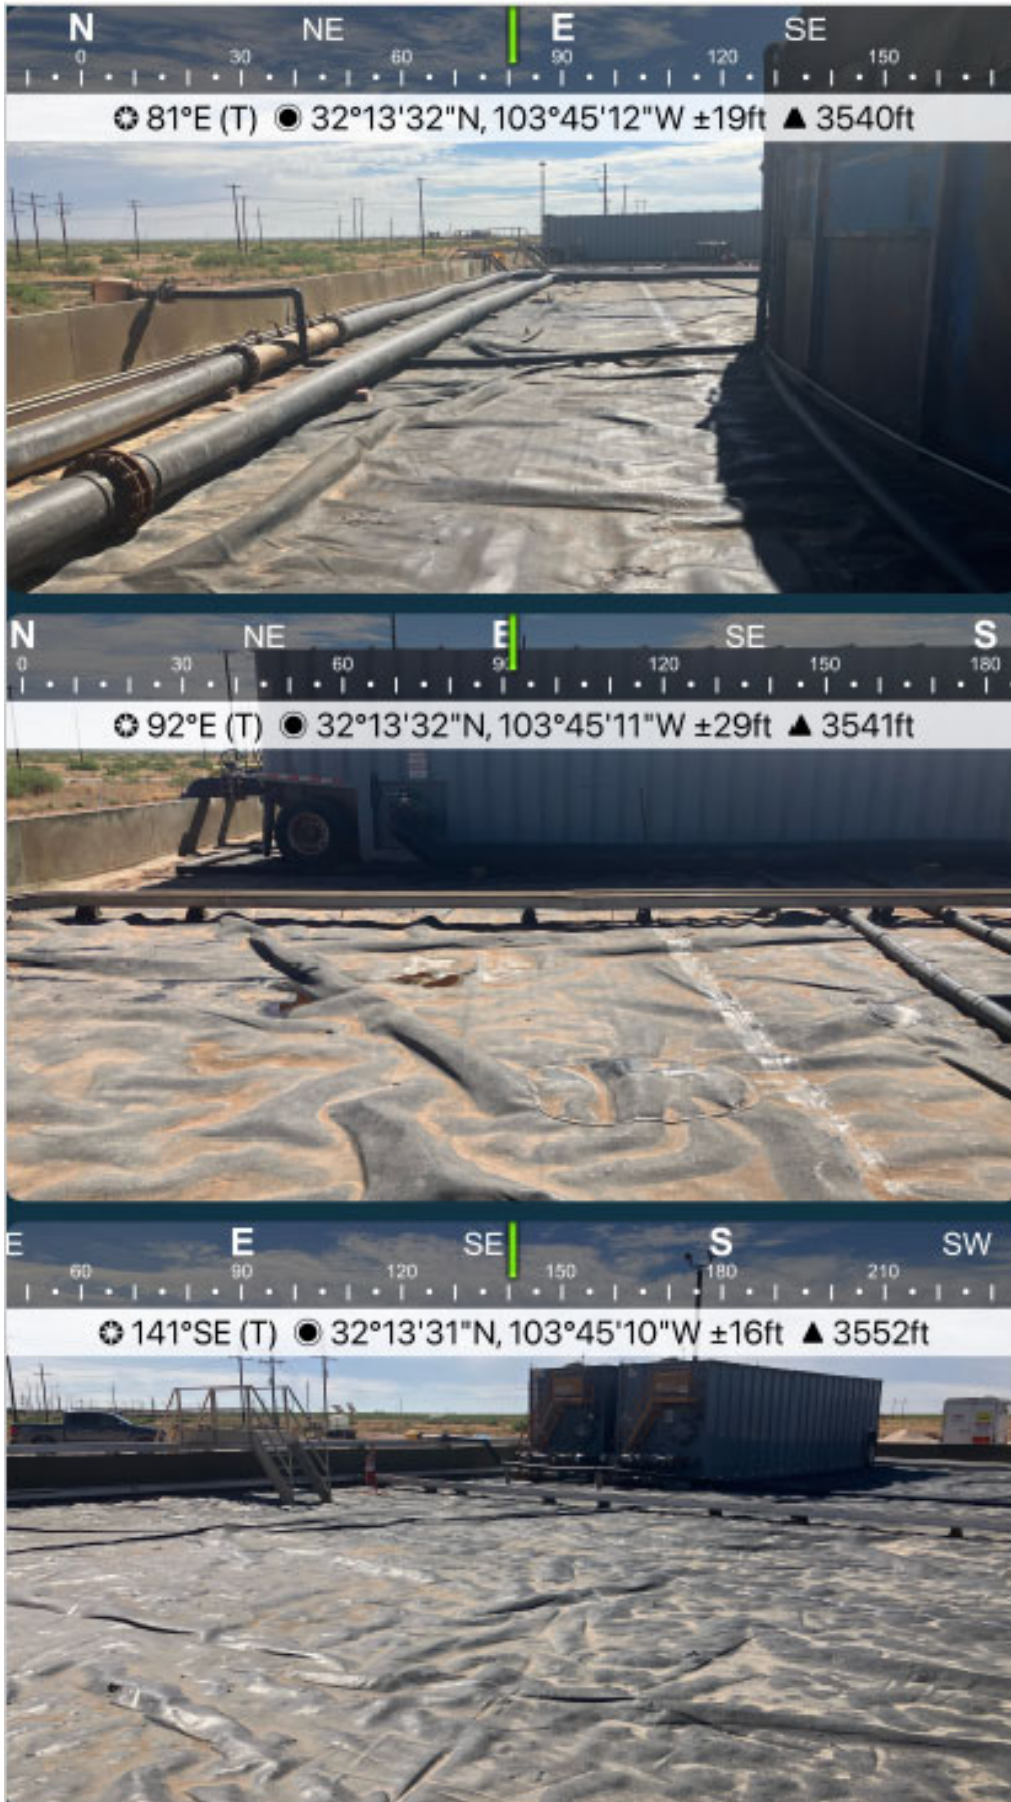 N NE E SE
0 30 60 90 120 150
81°E (T) 32°13'32"N, 103°45'12"W ±19ft ▲ 3540ft
N NE E SE S
0 30 60 90 120 150 180
92°E (T) 32°13'32"N, 103°45'11"W ±29ft ▲ 3541ft
E E SE S SW
60 90 120 150 180 210
141°SE (T) 32°13'31"N, 103°45'10"W ±16ft ▲ 3552ft